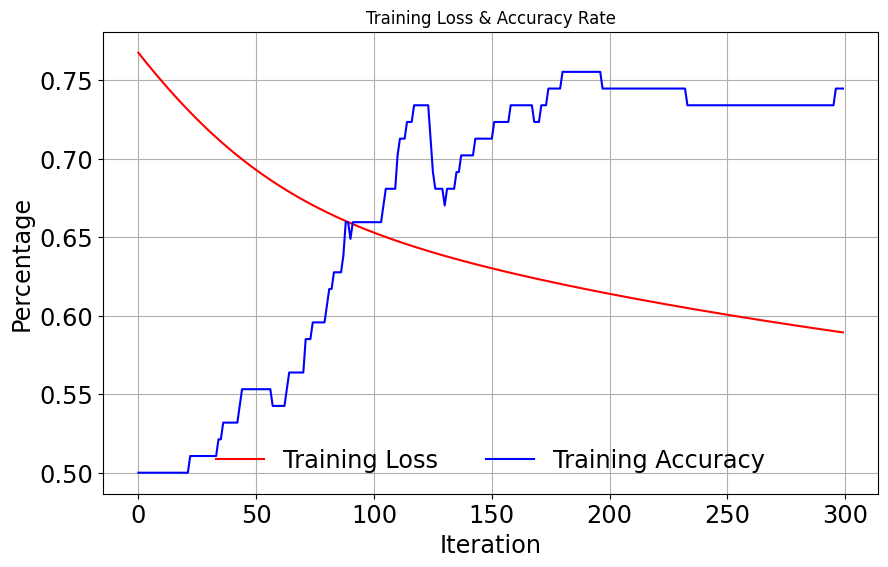 Training Loss & Accuracy Rate
Percentage
0.75
0.70
0.65
0.60
0.55
0.50
Training Loss
Training Accuracy
0 50 100 150 200 250 300
Iteration